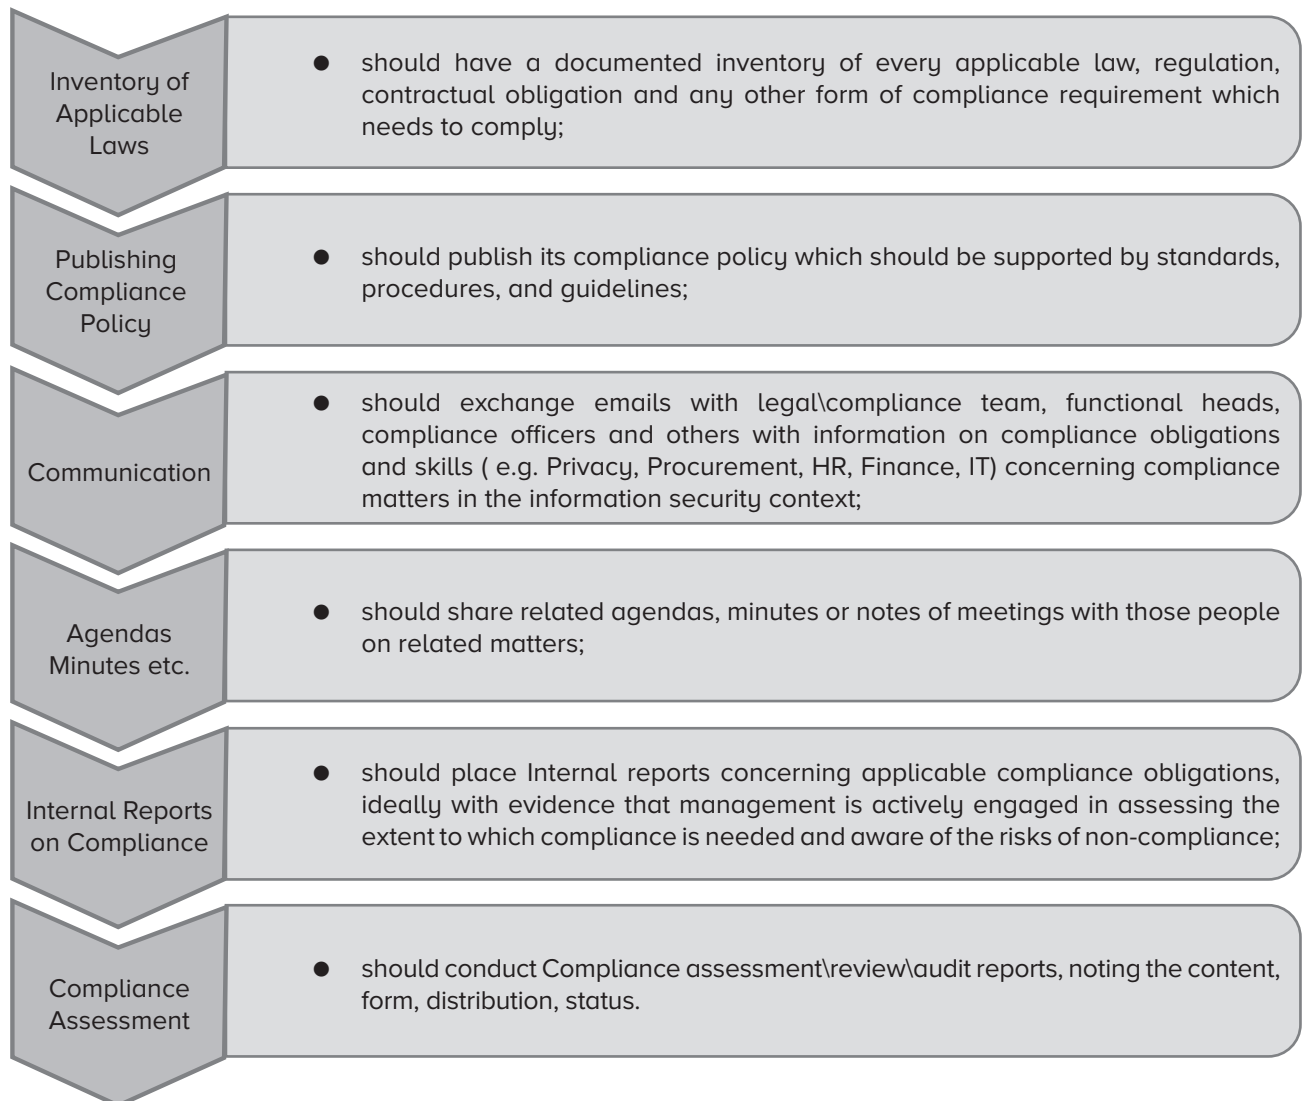 Inventory of
Applicable
Laws
● should have a documented inventory of every applicable law, regulation,
contractual obligation and any other form of compliance requirement which
needs to comply;
Publishing
Compliance
Policy
● should publish its compliance policy which should be supported by standards,
procedures, and guidelines;
Communication
● should exchange emails with legal\compliance team, functional heads,
compliance officers and others with information on compliance obligations
and skills ( e.g. Privacy, Procurement, HR, Finance, IT) concerning compliance
matters in the information security context;
Agendas
Minutes etc.
● should share related agendas, minutes or notes of meetings with those people
on related matters;
Internal Reports
on Compliance
● should place Internal reports concerning applicable compliance obligations,
ideally with evidence that management is actively engaged in assessing the
extent to which compliance is needed and aware of the risks of non-compliance;
Compliance
Assessment
● should conduct Compliance assessment\review\audit reports, noting the content,
form, distribution, status.